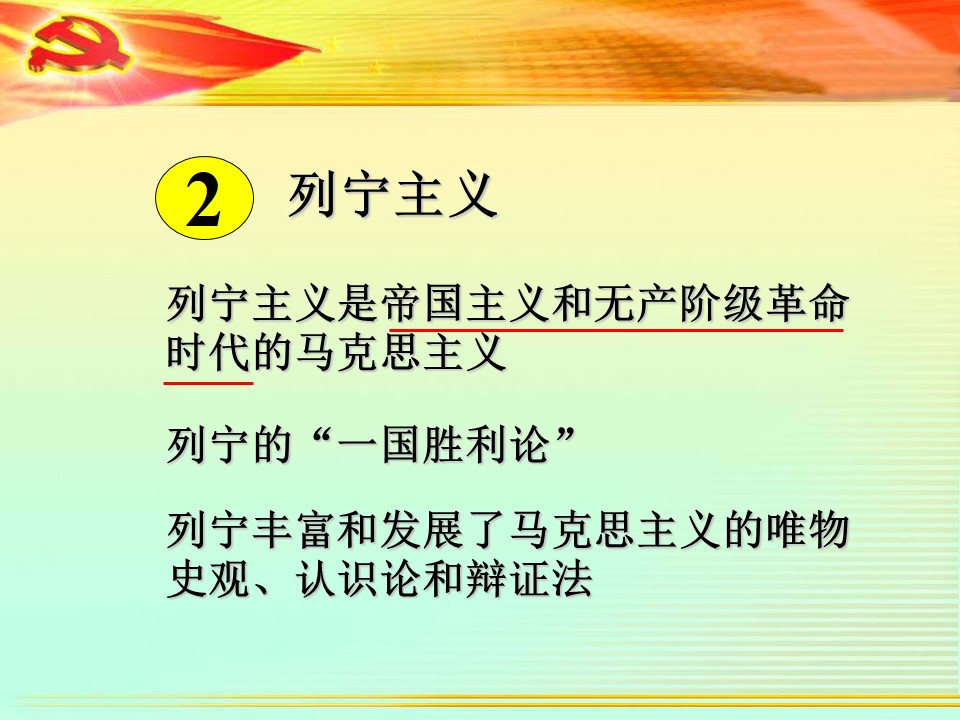 2 列宁主义
列宁主义是帝国主义和无产阶级革命
时代的马克思主义
列宁的“一国胜利论”
列宁丰富和发展了马克思主义的唯物
史观、认识论和辩证法